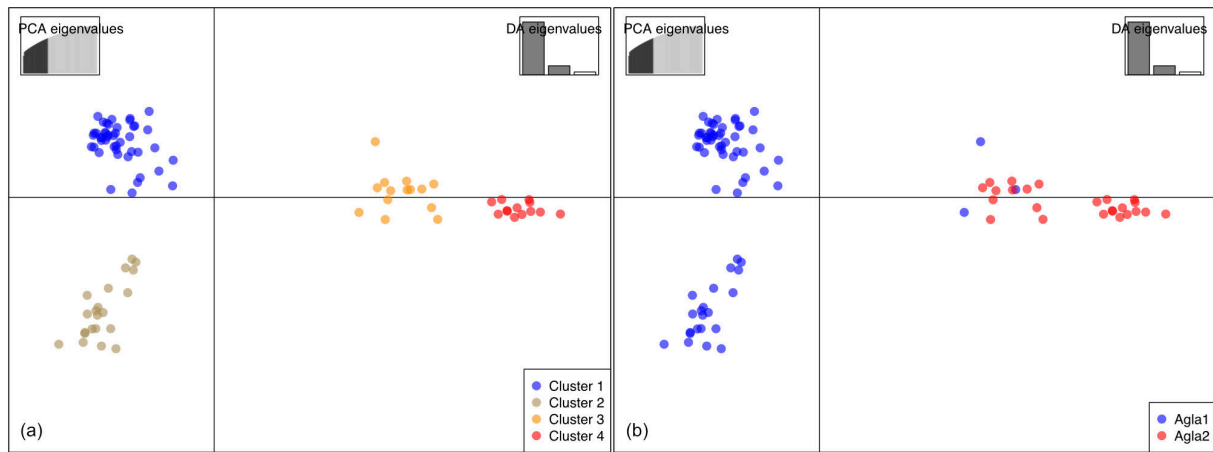 PCA eigenvalues
DA eigenvalues
Cluster 1
Cluster 2
Cluster 3
Cluster 4
(a)
PCA eigenvalues
DA eigenvalues
Agla1
Agla2
(b)